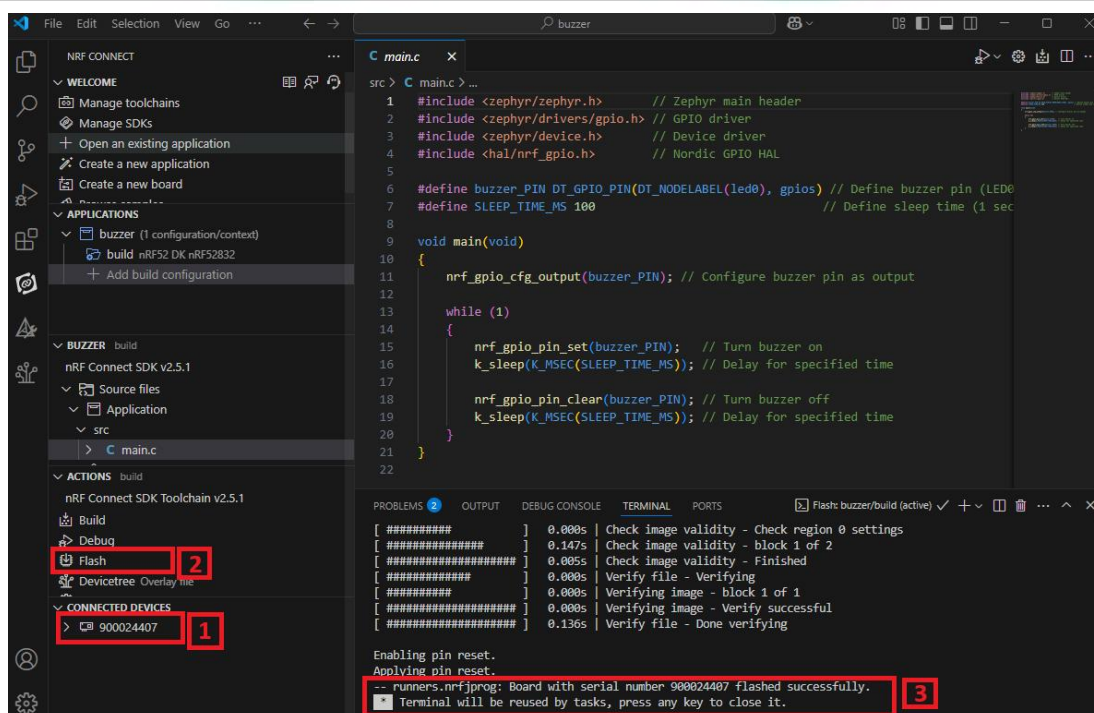 File Edit Selection View Go ··· buzzer
NRF CONNECT ···
WELCOME
Manage toolchains
Manage SDKs
Open an existing application
Create a new application
Create a new board
APPLICATIONS
buzzer (1 configuration/context)
build nRF52 DK nRF52832
Add build configuration
BUZZER build
nRF Connect SDK v2.5.1
Source files
Application
src
C main.c
ACTIONS build
nRF Connect SDK Toolchain v2.5.1
Build
Debug
Flash
2
Devicetree Overlay file
CONNECTED DEVICES
900024407
1
C main.c
src > C main.c > ...
1 #include <zephyr/zephyr.h> // Zephyr main header
2 #include <zephyr/drivers/gpio.h> // GPIO driver
3 #include <zephyr/device.h> // Device driver
4 #include <hal/nrf_gpio.h> // Nordic GPIO HAL
5
6 #define buzzer_PIN DT_GPIO_PIN(DT_NODELABEL(led0), gpios) // Define buzzer pin (LED0
7 #define SLEEP_TIME_MS 100 // Define sleep time (1 sec
8
9 void main(void)
10 {
11 nrf_gpio_cfg_output(buzzer_PIN); // Configure buzzer pin as output
12
13 while (1)
14 {
15 nrf_gpio_pin_set(buzzer_PIN); // Turn buzzer on
16 k_sleep(K_MSEC(SLEEP_TIME_MS)); // Delay for specified time
17
18 nrf_gpio_pin_clear(buzzer_PIN); // Turn buzzer off
19 k_sleep(K_MSEC(SLEEP_TIME_MS)); // Delay for specified time
20 }
21 }
22
PROBLEMS 2 OUTPUT DEBUG CONSOLE TERMINAL PORTS Flash: buzzer/build (active)
[ ########## ] 0.000s | Check image validity - Check region 0 settings
[ ############### ] 0.147s | Check image validity - block 1 of 2
[ #################### ] 0.005s | Check image validity - Finished
[ ############# ] 0.000s | Verify file - Verifying
[ ########## ] 0.000s | Verifying image - block 1 of 1
[ #################### ] 0.000s | Verifying image - Verify successful
[ #################### ] 0.136s | Verify file - Done verifying
Enabling pin reset.
Applying pin reset.
-- runners.nrfjprog: Board with serial number 900024407 flashed successfully.
* Terminal will be reused by tasks, press any key to close it.
3